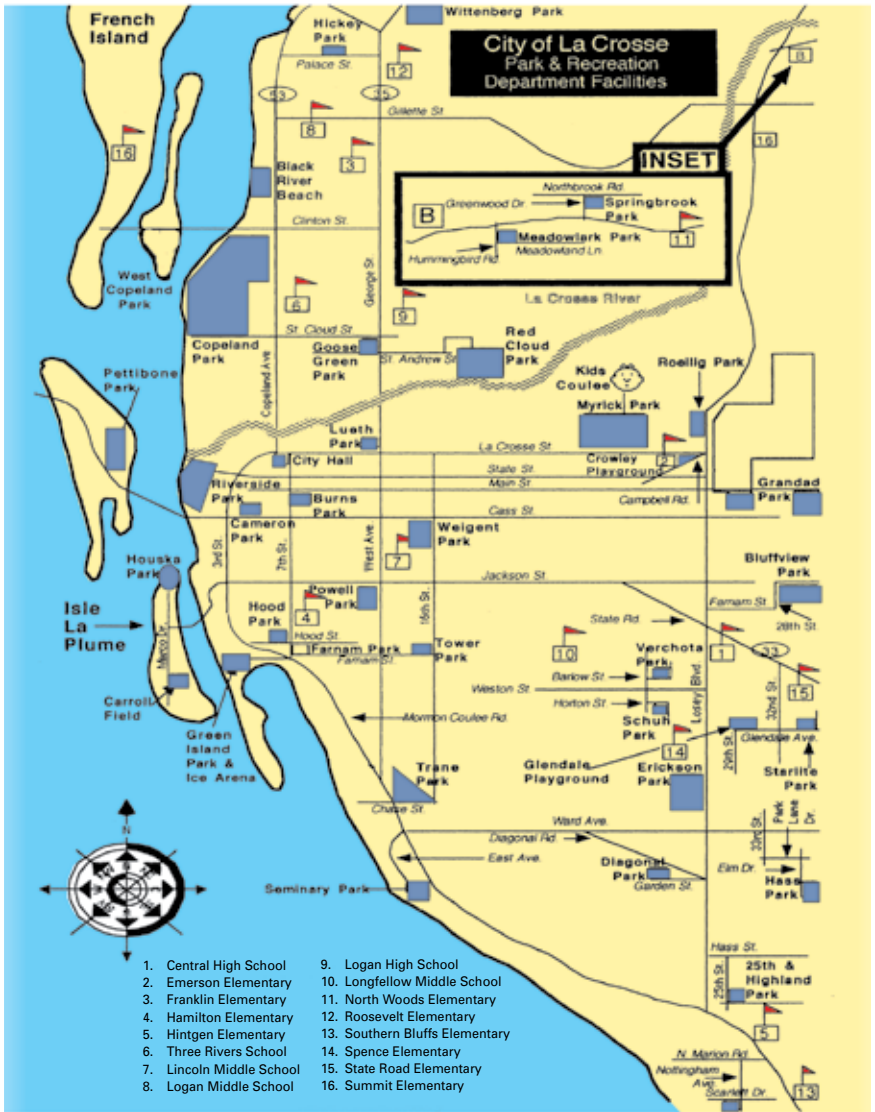 French
Island
Hickey
Park
Palace St.
Wittenberg Park
City of La Crosse
Park & Recreation
Department Facilities
12
53
35
8
Gillette St
16
8
3
16
INSET
Black
River
Beach
Northbrook Rd.
Greenwood Dr
Springbrook
Park
B
11
Meadowlark Park
Hummingbird Rd.
Meadowland Ln.
Clinton St.
West
Copeland
Park
George St.
6
9
La Crosse River
St. Cloud St
Copeland
Park
Goose
Green
Park
St. Andrew St
Red
Cloud
Park
Copeland Ave
Kids
Coulee
Roellig Park
Pettibone
Park
Myrick Park
Lueth
Park
La Crosse St
2
City Hall
State St.
Crowley
Playground
Main St
Riverside
Park
Burns
Park
Campbell Rd.
Grandad
Park
Cass St.
Cameron
Park
3rd St.
7th St.
West Ave.
Weigent
Park
7
Houska
Park
Bluffview
Park
Jackson St.
Isle
La
Plume
Powell
Park
16th St.
Farnam St
28th St.
4
Hood
Park
State Rd.
10
1
33
Hood St.
Farnam Park
Farnam St.
Tower
Park
Verchota
Park
Marco Dr.
Barlow St.
Losey Blvd.
15
Weston St.
32nd St
Carroll
Field
Horton St.
Mormon Coulee Rd.
Schuh
Park
14
29th St.
Glendale Ave.
Green
Island
Park &
Ice Arena
Trane
Park
Glendale
Playground
Erickson
Park
Starlite
Park
Chase St.
Ward Ave.
33rd St.
Park
Lane
Dr.
N
Diagonal Rd.
East Ave.
Diagonal
Park
Elm Dr.
Garden St.
Hass
Park
Seminary Park
Hass St.
25th St.
25th &
Highland
Park
5
N. Marion Rd.
Nottingham
Ave
Scarlett Dr.
13
1. Central High School
2. Emerson Elementary
3. Franklin Elementary
4. Hamilton Elementary
5. Hintgen Elementary
6. Three Rivers School
7. Lincoln Middle School
8. Logan Middle School
9. Logan High School
10. Longfellow Middle School
11. North Woods Elementary
12. Roosevelt Elementary
13. Southern Bluffs Elementary
14. Spence Elementary
15. State Road Elementary
16. Summit Elementary